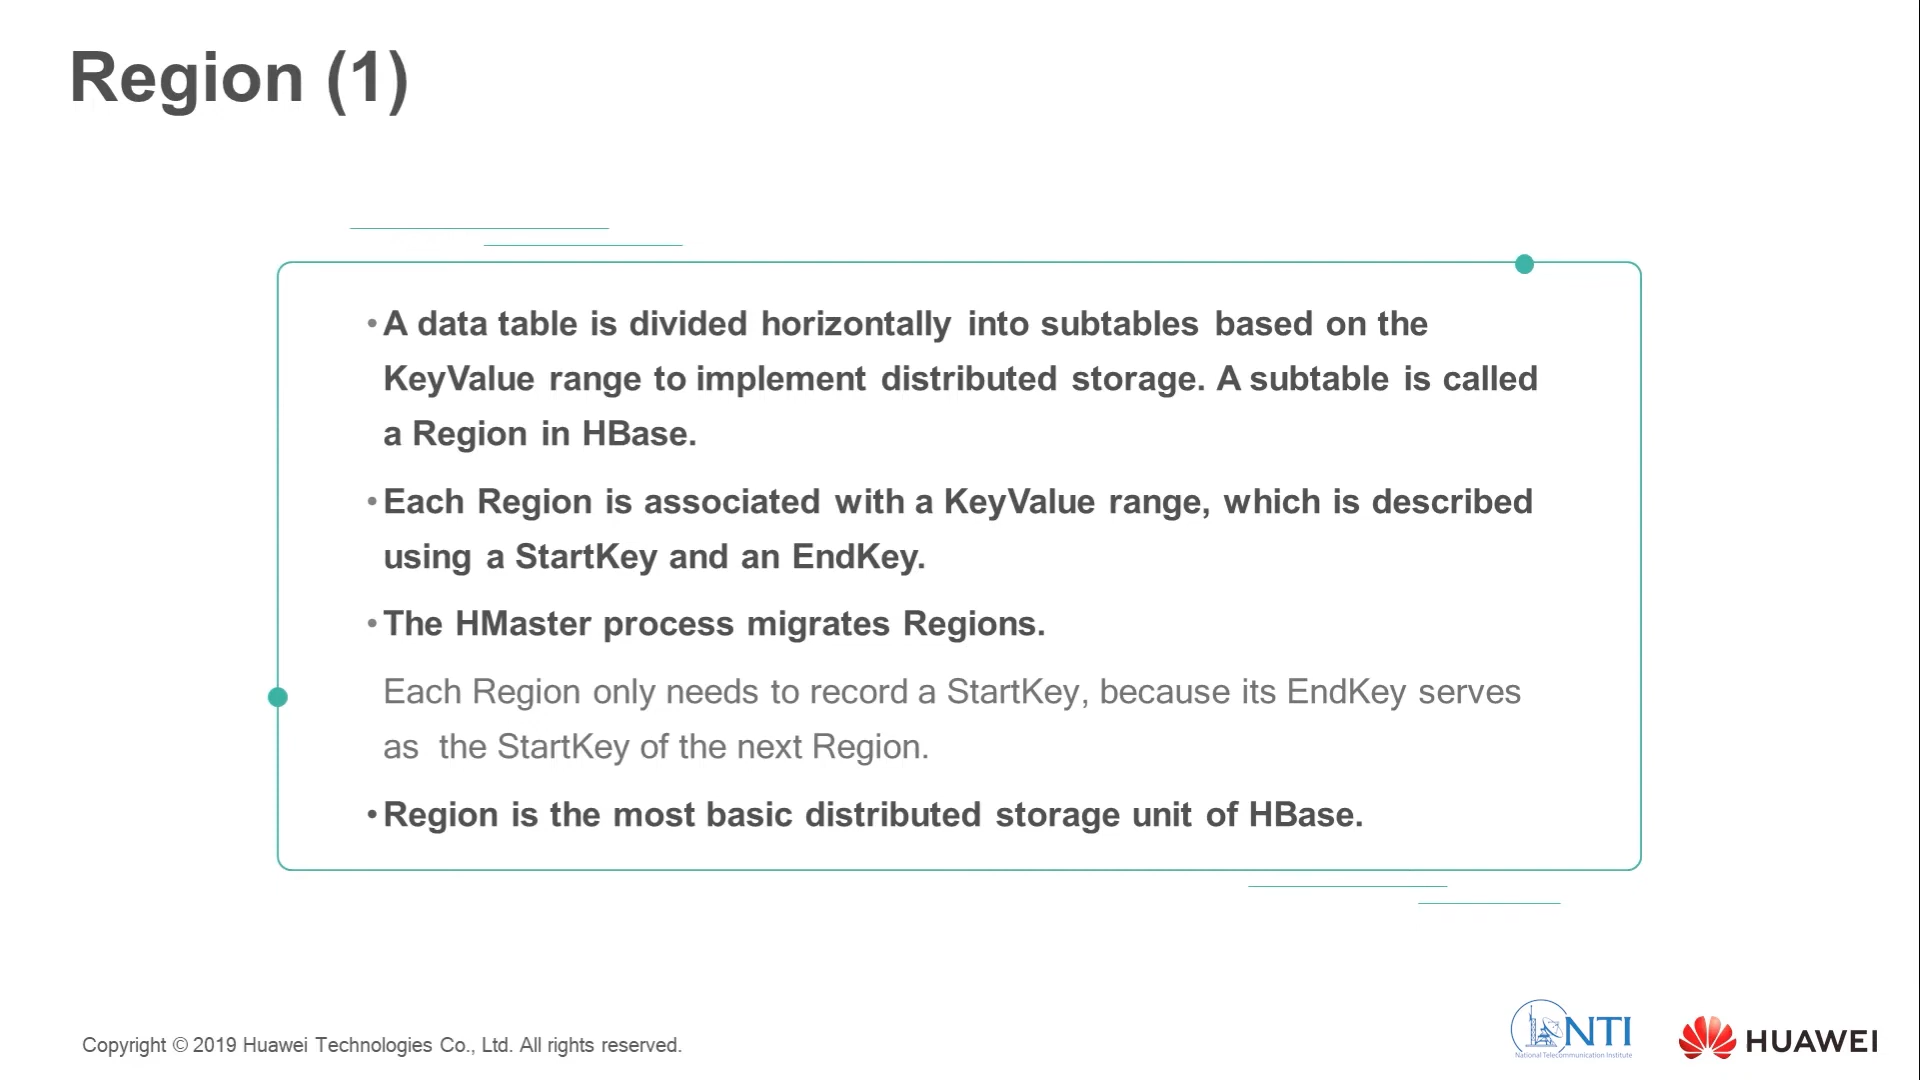 Region (1)
•A data table is divided horizontally into subtables based on the
KeyValue range to implement distributed storage. A subtable is called
a Region in HBase.
•Each Region is associated with a KeyValue range, which is described
using a StartKey and an EndKey.
•The HMaster process migrates Regions.
Each Region only needs to record a StartKey, because its EndKey serves
as the StartKey of the next Region.
•Region is the most basic distributed storage unit of HBase.
Copyright © 2019 Huawei Technologies Co., Ltd. All rights reserved.
NTI
National Telecommunication Institute
HUAWEI